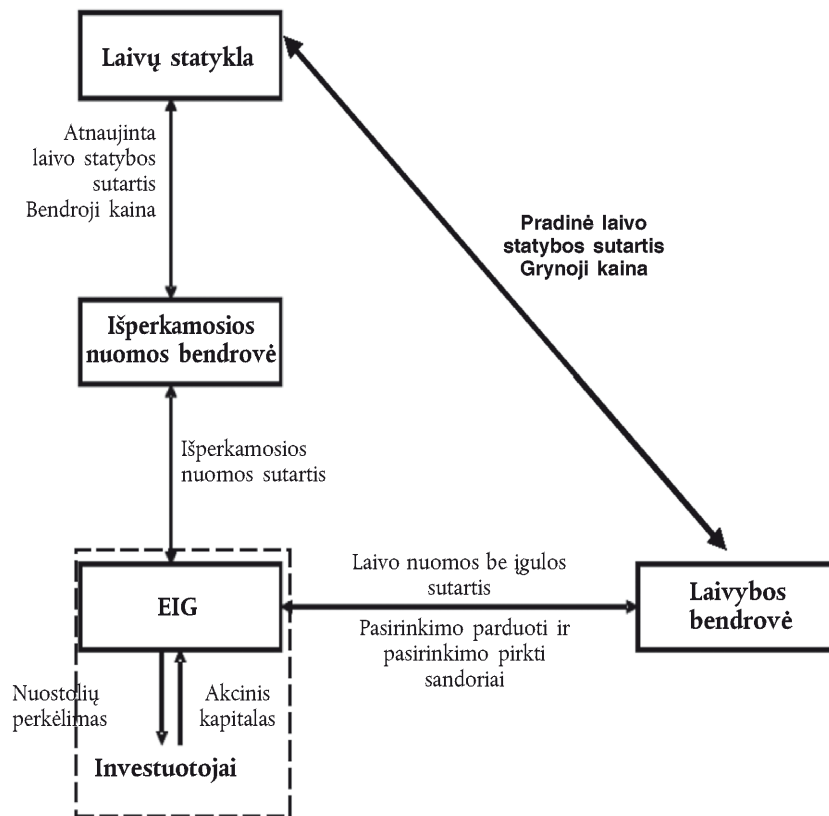 Laivų statykla
Atnaujinta
laivo statybos
sutartis
Bendroji kaina
Pradinė laivo
statybos sutartis
Grynoji kaina
Išperkamosios
nuomos bendrovė
Išperkamosios
nuomos sutartis
EIG
Laivo nuomos be įgulos
sutartis
Pasirinkimo parduoti ir
pasirinkimo pirkti
sandoriai
Laivybos
bendrovė
Nuostolių
perkėlimas
Akcinis
kapitalas
Investuotojai